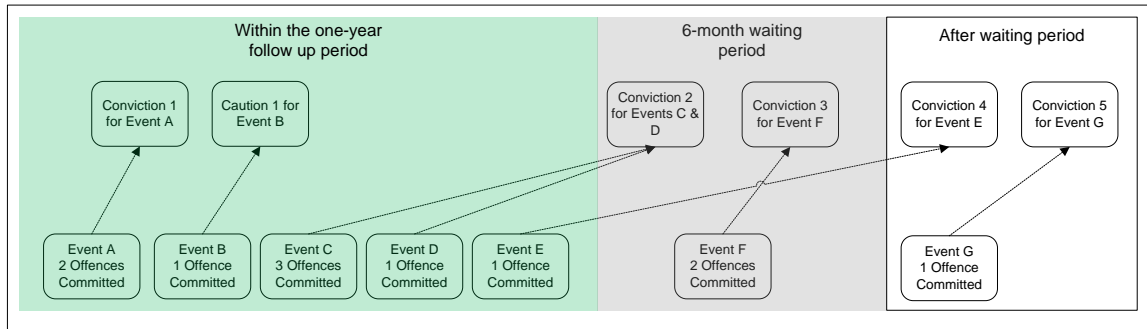 Within the one-year
follow up period
6-month waiting
period
After waiting period
Conviction 1
for Event A
Caution 1 for
Event B
Conviction 2
for Events C &
D
Conviction 3
for Event F
Conviction 4
for Event E
Conviction 5
for Event G
Event A
2 Offences
Committed
Event B
1 Offence
Committed
Event C
3 Offences
Committed
Event D
1 Offence
Committed
Event E
1 Offence
Committed
Event F
2 Offences
Committed
Event G
1 Offence
Committed